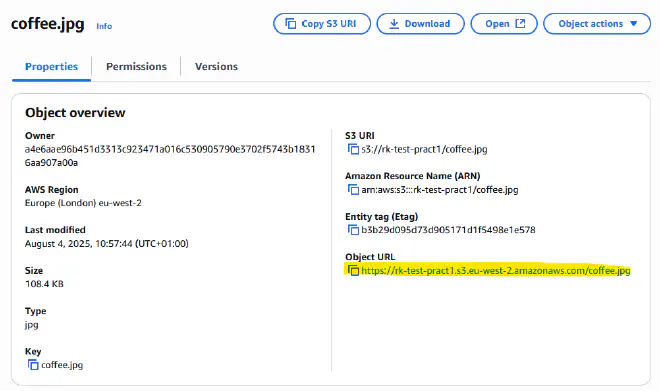 coffee.jpg Info
Copy S3 URI Download Open Object actions
Properties Permissions Versions
Object overview
Owner
a4e6aae96b451d3313c923471a016c530905790e3702f5743b1831
6aa907a00a
AWS Region
Europe (London) eu-west-2
Last modified
August 4, 2025, 10:57:44 (UTC+01:00)
Size
108.4 KB
Type
jpg
Key
coffee.jpg
S3 URI
s3://rk-test-pract1/coffee.jpg
Amazon Resource Name (ARN)
arn:aws:s3:::rk-test-pract1/coffee.jpg
Entity tag (Etag)
b3b29d095d73d905171d1f5498e1e578
Object URL
https://rk-test-pract1.s3.eu-west-2.amazonaws.com/coffee.jpg